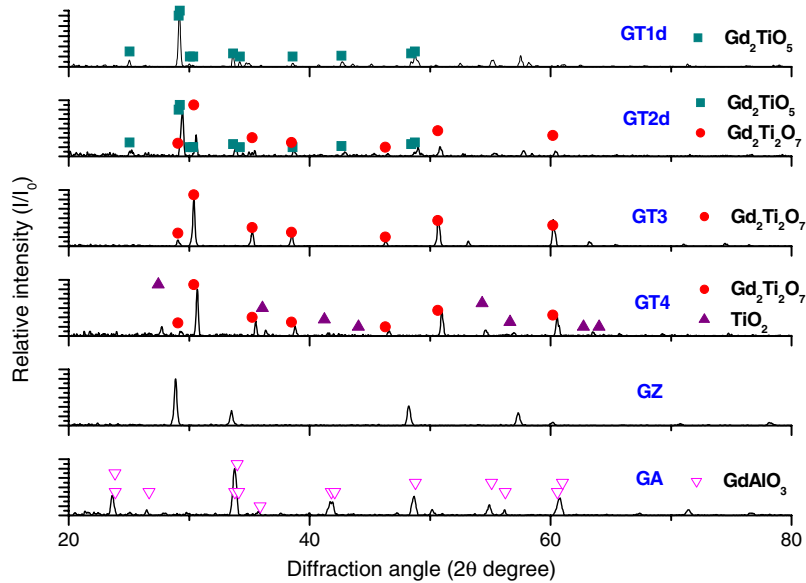 GT1d
Gd₂TiO₅
GT2d
Gd₂TiO₅
Gd₂Ti₂O₇
GT3
Gd₂Ti₂O₇
GT4
Gd₂Ti₂O₇
TiO₂
GZ
GA
GdAlO₃
Relative intensity (I/I₀)
20 40 60 80
Diffraction angle (2θ degree)